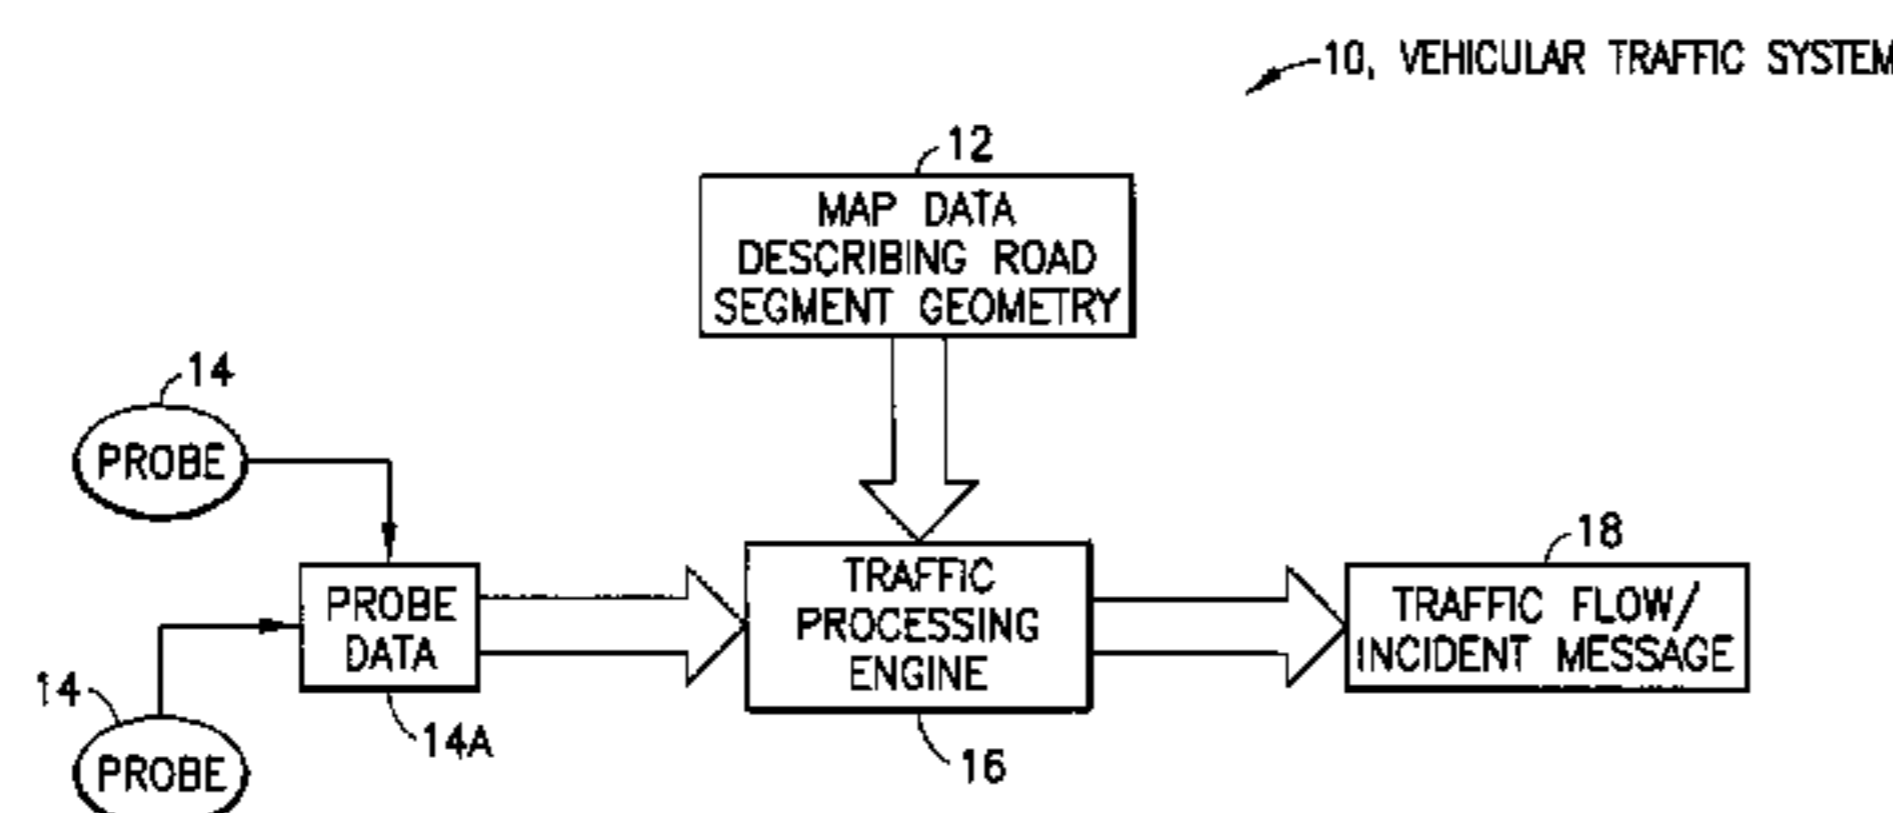 10, VEHICULAR TRAFFIC SYSTEM
12
MAP DATA
DESCRIBING ROAD
SEGMENT GEOMETRY
14
PROBE
PROBE
DATA
14A
14
PROBE
TRAFFIC
PROCESSING
ENGINE
16
18
TRAFFIC FLOW/
INCIDENT MESSAGE